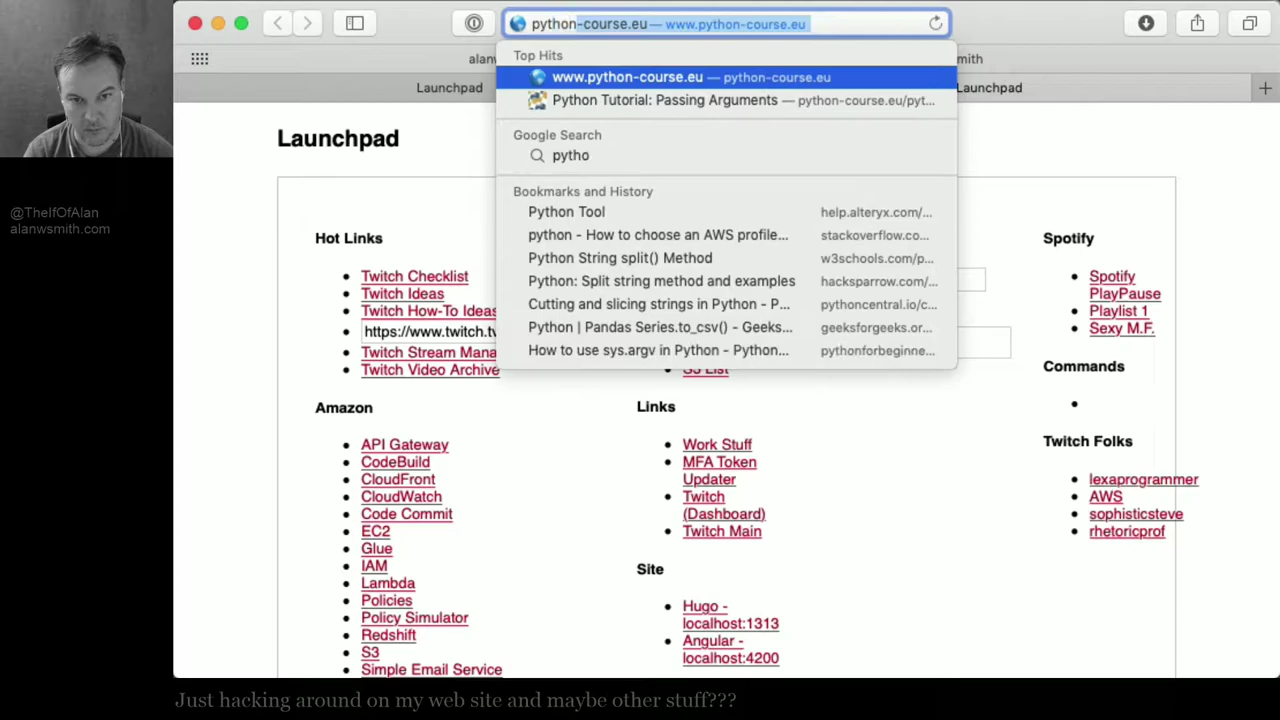 python-course.eu — www.python-course.eu
Top Hits
www.python-course.eu — python-course.eu
Python Tutorial: Passing Arguments — python-course.eu/pyt...
Google Search
pytho
Bookmarks and History
Python Tool help.alteryx.com/...
python - How to choose an AWS profile... stackoverflow.co...
Python String split() Method w3schools.com/p...
Python: Split string method and examples hacksparrow.com/...
Cutting and slicing strings in Python - P... pythoncentral.io/c...
Python | Pandas Series.to_csv() - Geeks... geeksforgeeks.or...
How to use sys.argv in Python - Python... pythonforbeginne...
alanw
mith
Launchpad
Launchpad
Launchpad
@TheIfOfAlan
alanwsmith.com
Hot Links
Twitch Checklist
Twitch Ideas
Twitch How-To Ideas
https://www.twitch.tv
Twitch Stream Mana
Twitch Video Archive
Amazon
API Gateway
CodeBuild
CloudFront
CloudWatch
Code Commit
EC2
Glue
IAM
Lambda
Policies
Policy Simulator
Redshift
S3
Simple Email Service
S3 List
Links
Work Stuff
MFA Token
Updater
Twitch
(Dashboard)
Twitch Main
Site
Hugo -
localhost:1313
Angular -
localhost:4200
Spotify
Spotify
PlayPause
Playlist 1
Sexy M.F.
Commands
Twitch Folks
lexaprogrammer
AWS
sophisticsteve
rhetoricprof
Just hacking around on my web site and maybe other stuff???